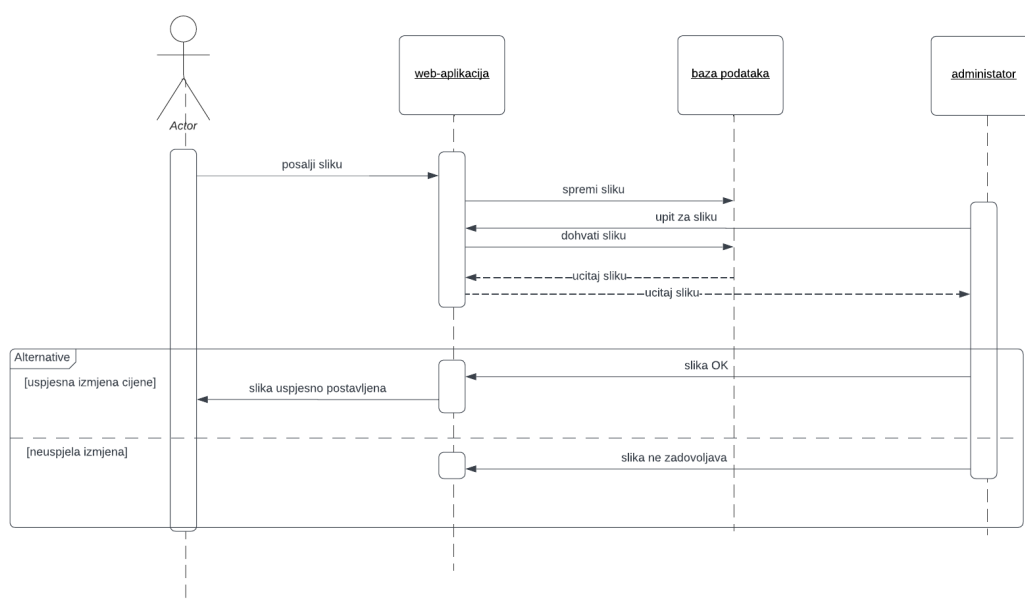 web-aplikacija
baza podataka
administator
Actor
posalji sliku
spremi sliku
upit za sliku
dohvati sliku
ucitaj sliku
ucitaj sliku
Alternative
[uspjesna izmjena cijene]
slika OK
slika uspjesno postavljena
[neuspjela izmjena]
slika ne zadovoljava